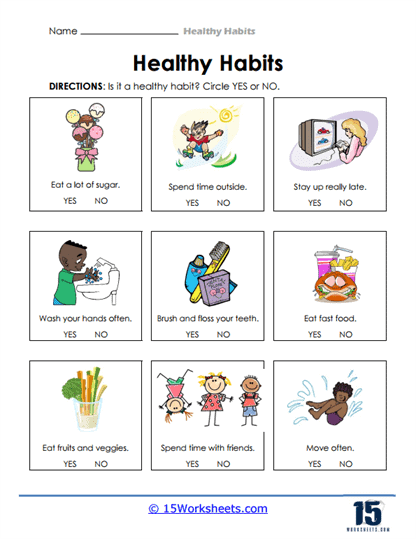 Name Healthy Habits
Healthy Habits
DIRECTIONS: Is it a healthy habit? Circle YES or NO.
Eat a lot of sugar.
YES NO
Spend time outside.
YES NO
Stay up really late.
YES NO
Wash your hands often.
YES NO
Brush and floss your teeth.
YES NO
Eat fast food.
YES NO
Eat fruits and veggies.
YES NO
Spend time with friends.
YES NO
Move often.
YES NO
© 15Worksheets.com
15
WORKSHEETS.COM